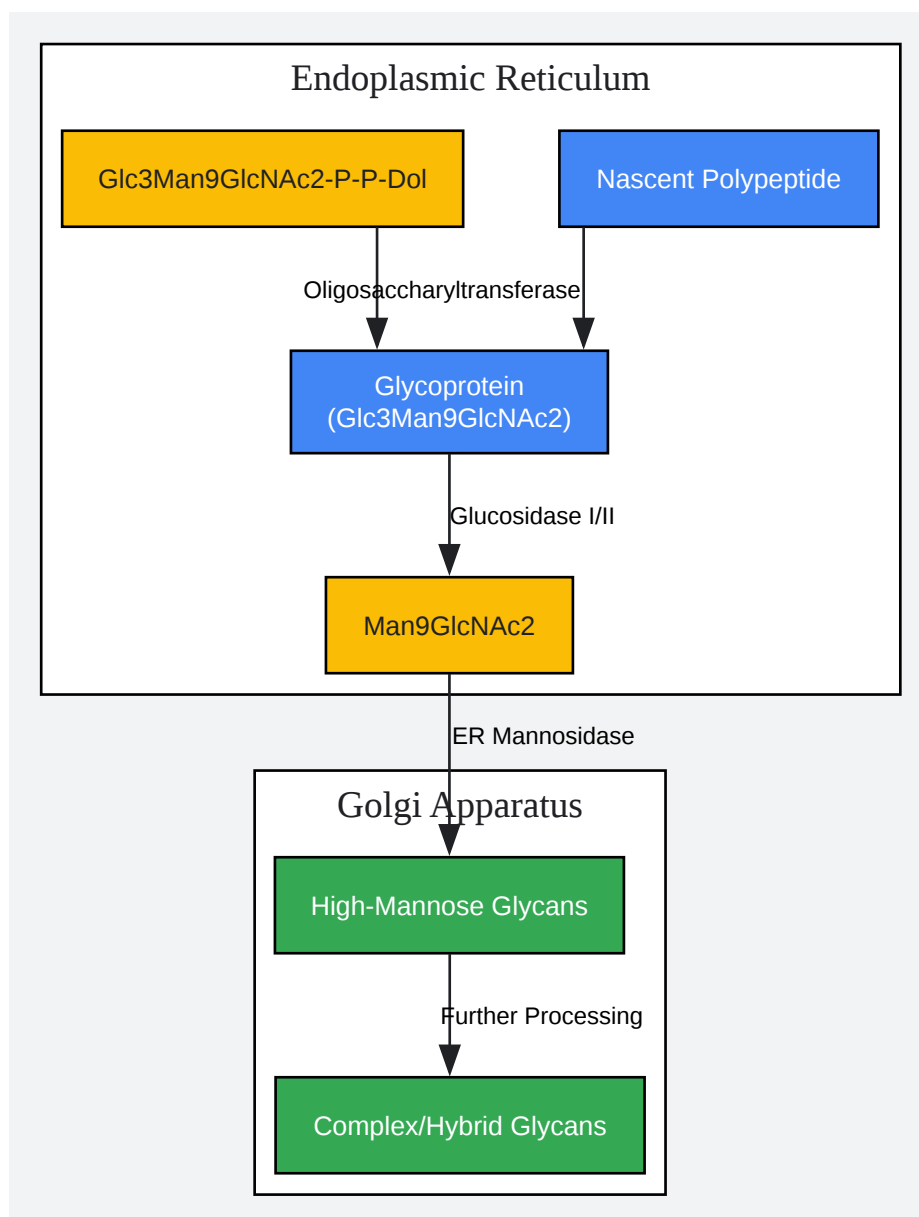 Endoplasmic Reticulum
Glc3Man9GlcNAc2-P-P-Dol
Nascent Polypeptide
Oligosaccharyltransferase
Glycoprotein
(Glc3Man9GlcNAc2)
Glucosidase I/II
Man9GlcNAc2
ER Mannosidase
Golgi Apparatus
High-Mannose Glycans
Further Processing
Complex/Hybrid Glycans